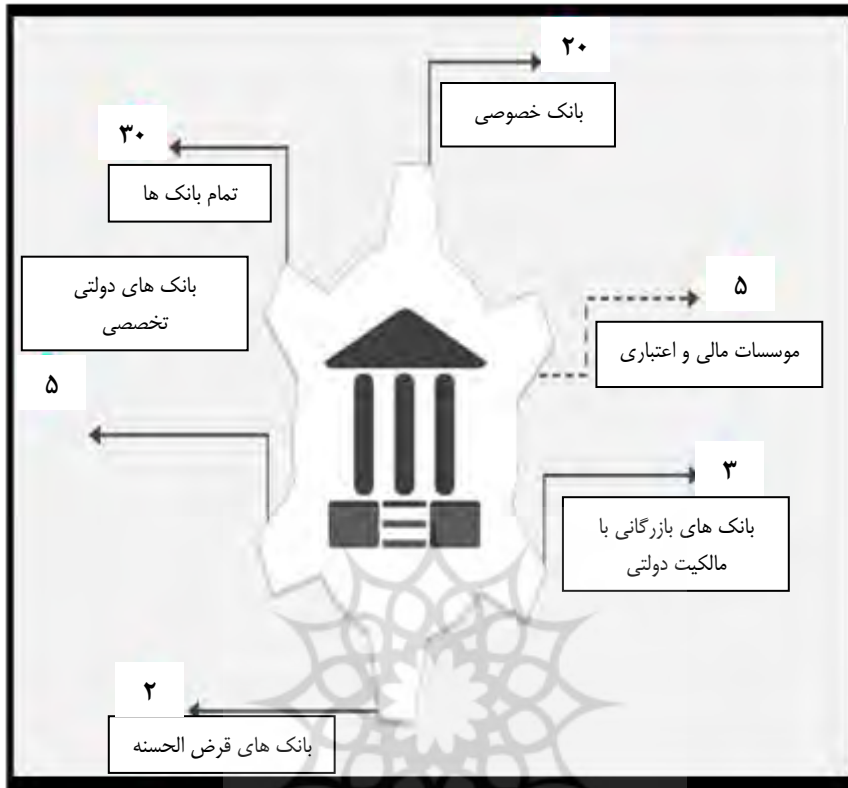 ۲۰
بانک خصوصی
۳۰
تمام بانک ها
بانک های دولتی
تخصصی
۵
۵
موسسات مالی و اعتباری
۳
بانک های بازرگانی با
مالکیت دولتی
۲
بانک های قرض الحسنه